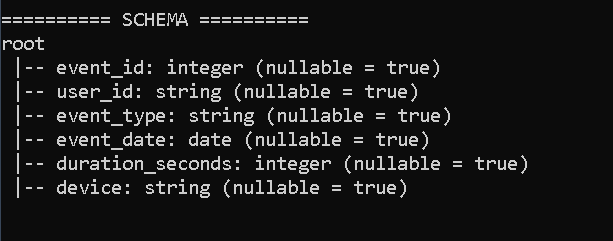 ========== SCHEMA ==========
root
 |-- event_id: integer (nullable = true)
 |-- user_id: string (nullable = true)
 |-- event_type: string (nullable = true)
 |-- event_date: date (nullable = true)
 |-- duration_seconds: integer (nullable = true)
 |-- device: string (nullable = true)